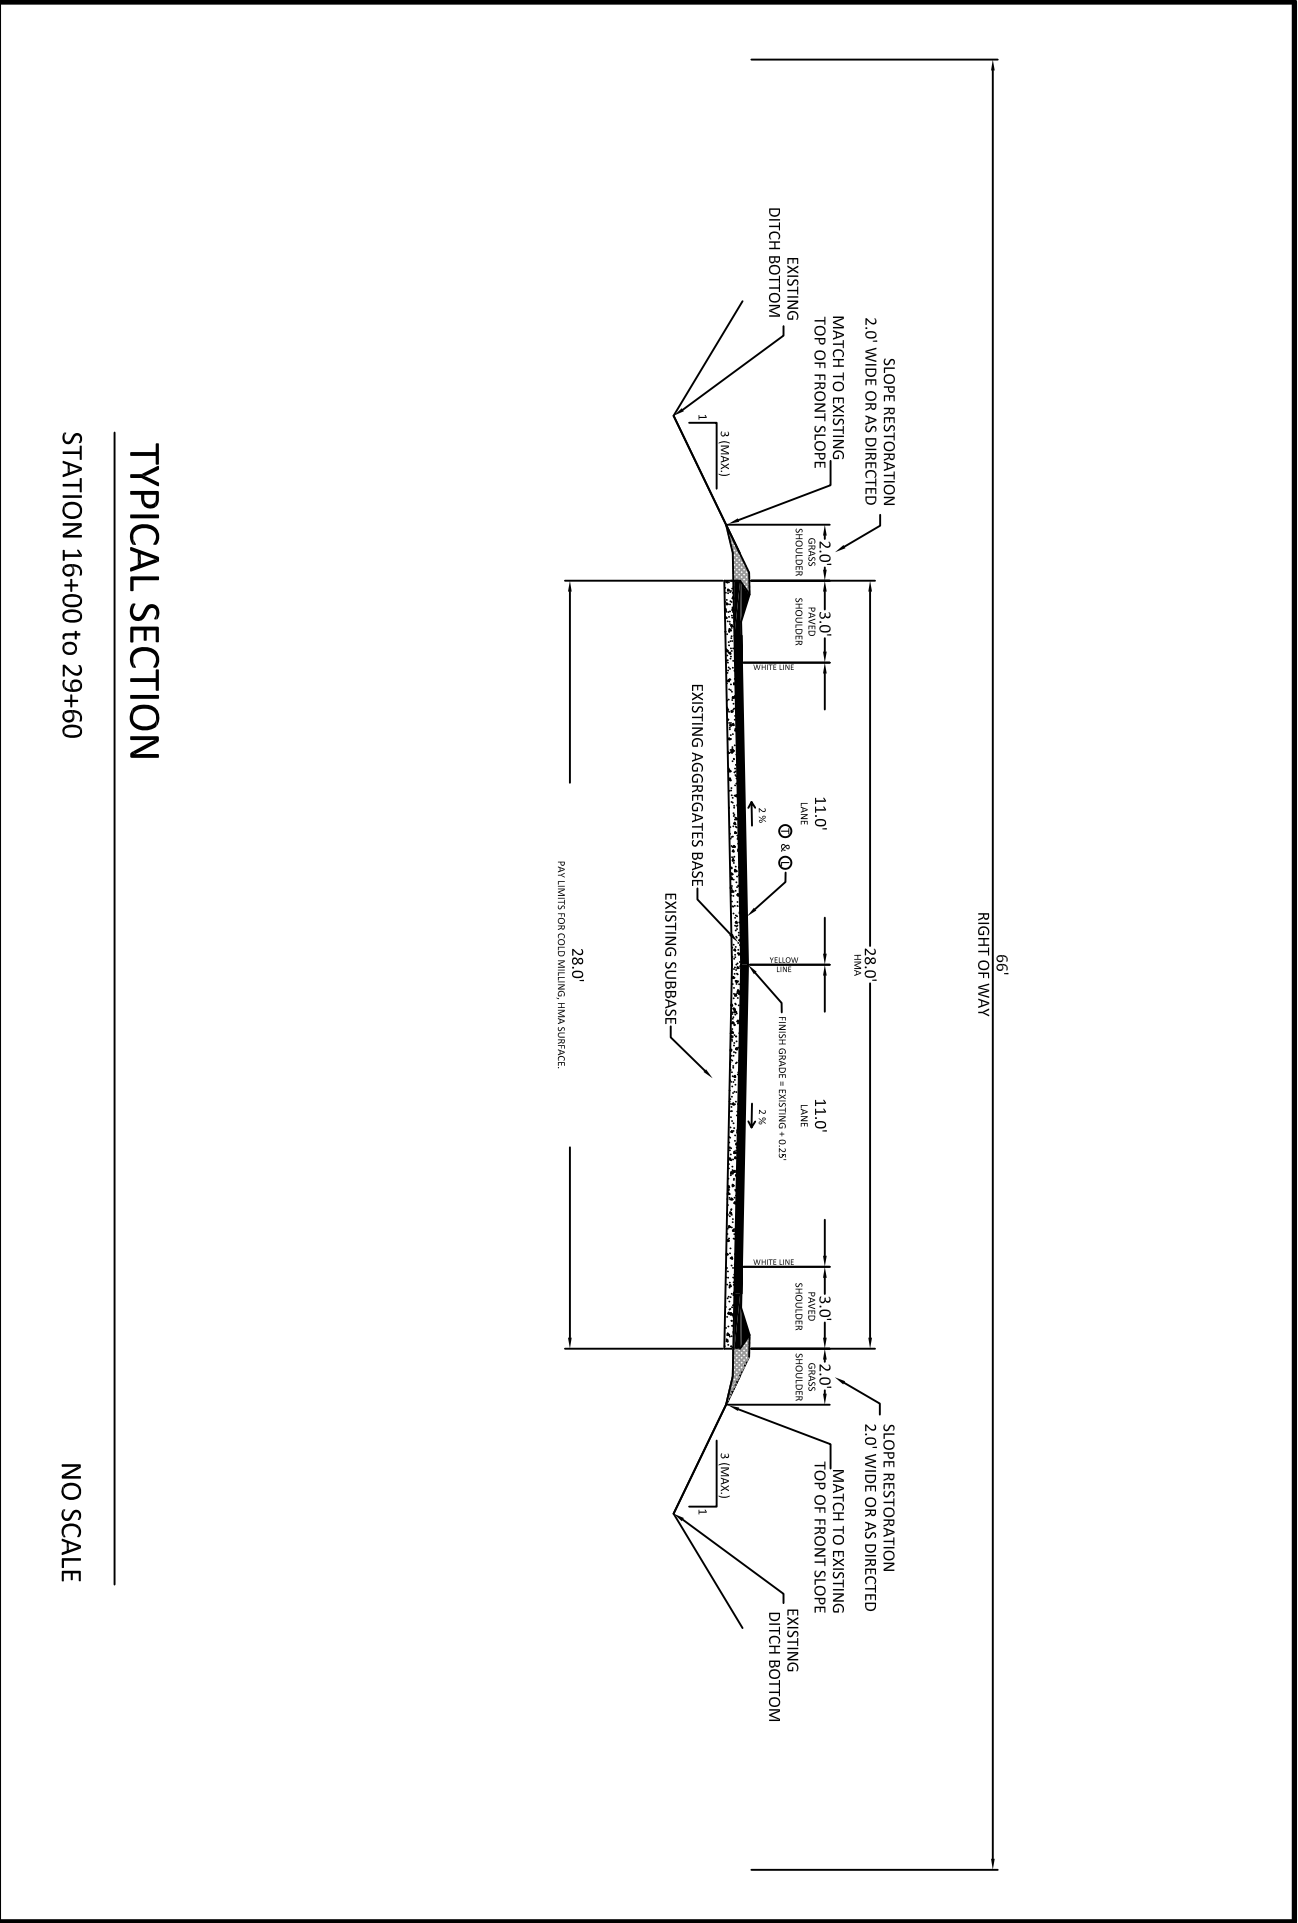 66'
RIGHT OF WAY
SLOPE RESTORATION
2.0' WIDE OR AS DIRECTED
28.0'
HMA
SLOPE RESTORATION
2.0' WIDE OR AS DIRECTED
MATCH TO EXISTING
TOP OF FRONT SLOPE
2.0'
GRASS
SHOULDER
3.0'
PAVED
SHOULDER
11.0'
LANE
11.0'
LANE
3.0'
PAVED
SHOULDER
2.0'
GRASS
SHOULDER
MATCH TO EXISTING
TOP OF FRONT SLOPE
EXISTING
DITCH BOTTOM
WHITE LINE
2 %
&
YELLOW
LINE
FINISH GRADE = EXISTING + 0.25'
2 %
WHITE LINE
EXISTING
DITCH BOTTOM
3 (MAX.)
1
3 (MAX.)
1
EXISTING AGGREGATES BASE
EXISTING SUBBASE
28.0'
PAY LIMITS FOR COLD MILLING, HMA SURFACE.
TYPICAL SECTION
STATION 16+00 to 29+60
NO SCALE